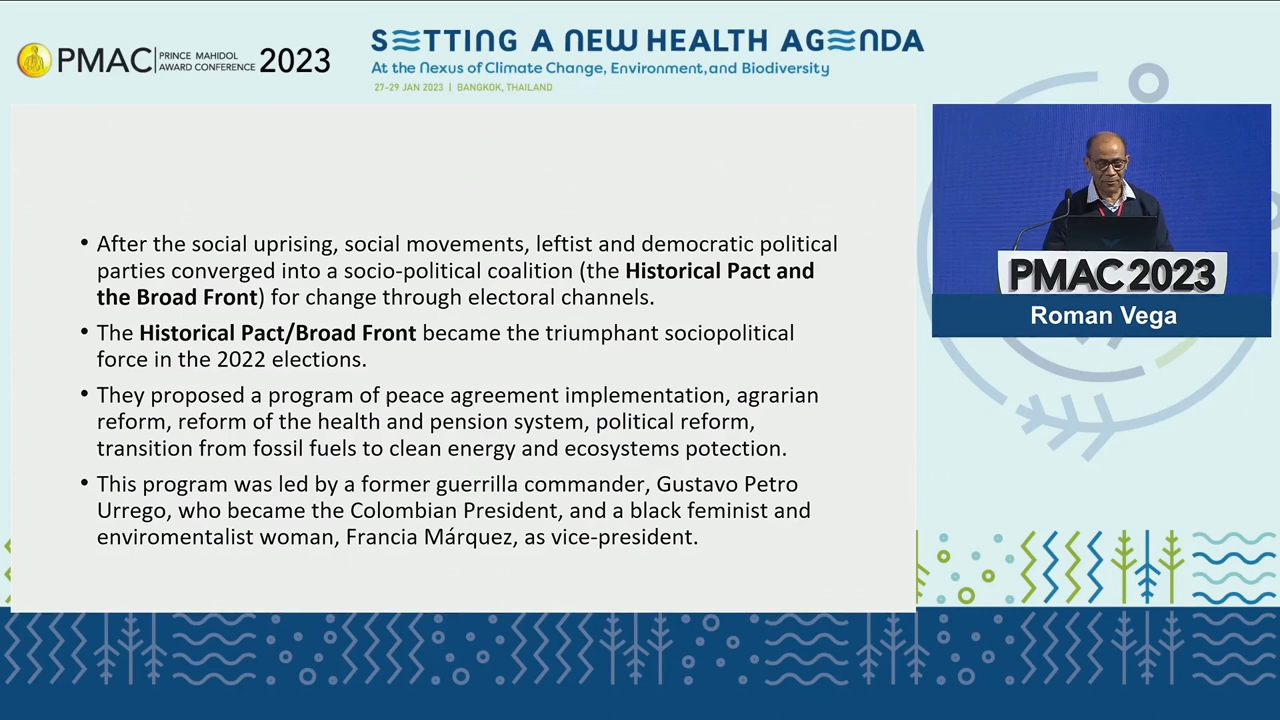 PMAC
PRINCE MAHIDOL
AWARD CONFERENCE
2023
SETTING A NEW HEALTH AGENDA
At the Nexus of Climate Change, Environment, and Biodiversity
27-29 JAN 2023 | BANGKOK, THAILAND
• After the social uprising, social movements, leftist and democratic political
parties converged into a socio-political coalition (the Historical Pact and
the Broad Front) for change through electoral channels.
• The Historical Pact/Broad Front became the triumphant sociopolitical
force in the 2022 elections.
• They proposed a program of peace agreement implementation, agrarian
reform, reform of the health and pension system, political reform,
transition from fossil fuels to clean energy and ecosystems potection.
• This program was led by a former guerrilla commander, Gustavo Petro
Urrego, who became the Colombian President, and a black feminist and
enviromentalist woman, Francia Márquez, as vice-president.
PMAC 2023
Roman Vega